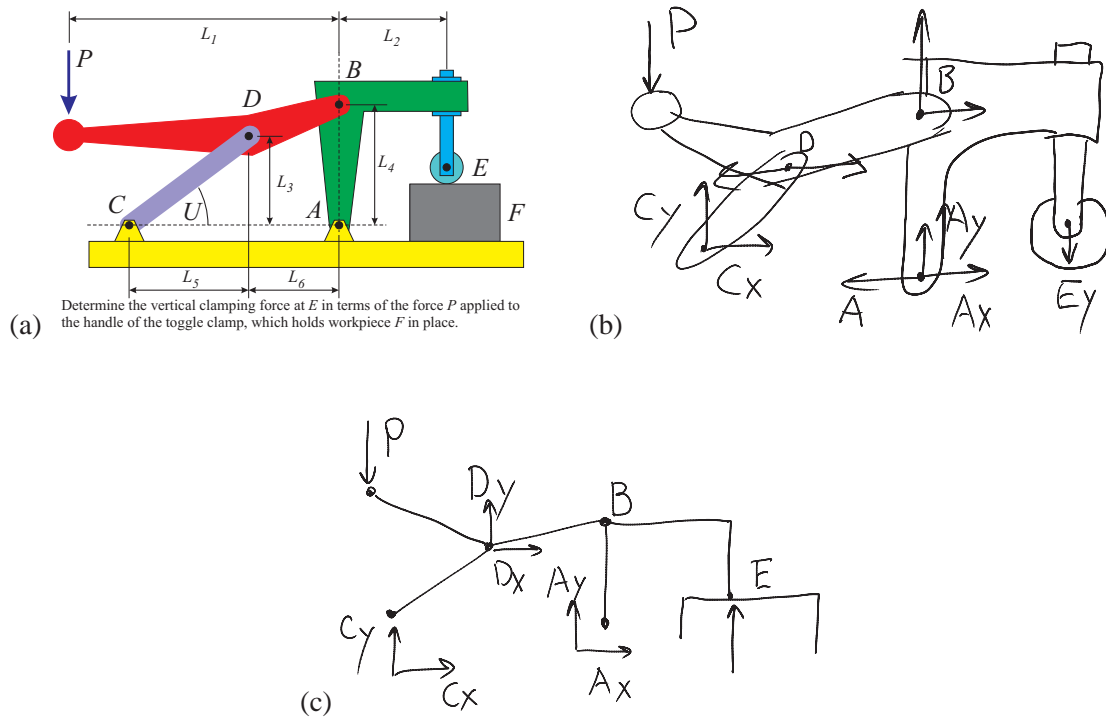 L1
L2
P
B
D
L3
L4
E
C
U
A
F
L5
L6
Determine the vertical clamping force at E in terms of the force P applied to
the handle of the toggle clamp, which holds workpiece F in place.
(a)
P
B
D
Cy
Cx
Ay
A
Ax
Ey
(b)
P
Dy
B
Dx
Ay
E
Cy
Cx
Ax
(c)